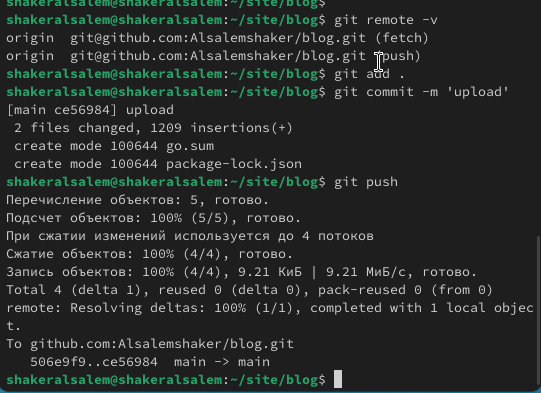 shakeralsalem@shakeralsalem:~/site/blog$
shakeralsalem@shakeralsalem:~/site/blog$ git remote -v
origin  git@github.com:Alsalemshaker/blog.git (fetch)
origin  git@github.com:Alsalemshaker/blog.git (push)
shakeralsalem@shakeralsalem:~/site/blog$ git add .
shakeralsalem@shakeralsalem:~/site/blog$ git commit -m 'upload'
[main ce56984] upload
 2 files changed, 1209 insertions(+)
 create mode 100644 go.sum
 create mode 100644 package-lock.json
shakeralsalem@shakeralsalem:~/site/blog$ git push
Перечисление объектов: 5, готово.
Подсчет объектов: 100% (5/5), готово.
При сжатии изменений используется до 4 потоков
Сжатие объектов: 100% (4/4), готово.
Запись объектов: 100% (4/4), 9.21 КиБ | 9.21 МиБ/с, готово.
Total 4 (delta 1), reused 0 (delta 0), pack-reused 0 (from 0)
remote: Resolving deltas: 100% (1/1), completed with 1 local objec
t.
To github.com:Alsalemshaker/blog.git
   506e9f9..ce56984  main -> main
shakeralsalem@shakeralsalem:~/site/blog$